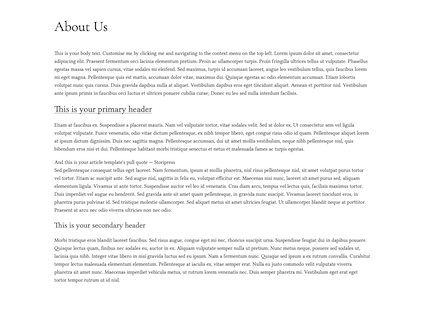 About Us
This is your body text. Customise me by clicking me and navigating to the context menu on the top left: Lorem ipsum dolor sit amet, consectetur
adipiscing elit. Praesent fermentum orci lacinia elementum pretium. Proin ac ullamcorper turpis. Proin fringilla ultrices tellus ut vulputate. Phasellus
egestas massa vel sapien cursus, vitae sodales mi eleifend. Sed maximus, turpis id accumsan laoreet, augue leo vestibulum tellus, quis faucibus lorem
mi eget magna. Pellentesque quis est mattis, accumsan dolor vitae, maximus dui. Quisque egestas ac odio elementum accumsan. Etiam lobortis
volutpat nunc quis cursus. Duis gravida dapibus nulla at aliquet. Vestibulum dapibus eros eget tincidunt aliquet. Aenean et porttitor nibh. Vestibulum
ante ipsum primis in faucibus orci luctus et ultrices posuere cubilia curae; Donec eu leo sed nulla interdum facilisis.
This is your primary header
Etiam at faucibus ex. Suspendisse a placerat mauris. Nam vel vulputate tortor, vitae sodales velit. Sed at dolor ex. Ut consectetur sem vel ligula
volutpat vulputate. Fusce venenatis, odio vitae dictum pellentesque, ex nibh tempor libero, eget congue risus odio id quam. Pellentesque aliquet lorem
at ipsum dictum dignissim. Duis nec sagittis magna. Pellentesque accumsan, dui sit amet mollis vestibulum, neque nibh pellentesque nisl, quis
bibendum eros nisi et dui. Pellentesque habitant morbi tristique senectus et netus et malesuada fames ac turpis egestas.
And this is your article template's pull quote — Storipress
Sed pellentesque consequat tellus eget laoreet. Nam fermentum, ipsum at mollis pharetra, nisl risus pellentesque nisl, sit amet volutpat purus tortor
vel tortor. Etiam ac suscipit ante. Sed augue nisl, sagittis in felis eu, volutpat efficitur est. Maecenas nisi nunc, laoreet sit amet purus sed, aliquam
elementum ligula. Vivamus ut ante tortor. Suspendisse auctor vel leo id venenatis. Cras diam arcu, tempus vel lectus quis, facilisis maximus tortor.
Duis imperdiet vel augue eu hendrerit. Sed gravida ante sit amet quam pellentesque, in gravida nunc suscipit. Vivamus laoreet tincidunt eros, in
pharetra purus pulvinar id. Sed tristique molestie ullamcorper. Sed aliquet metus sit amet ultricies feugiat. Ut ullamcorper blandit neque ut tincidunt.
Praesent at arcu nec odio viverra ultricies non nec odio.
This is your secondary header
Morbi tristique eros blandit laoreet faucibus. Sed risus augue, congue eget mi nec, rhoncus suscipit urna. Suspendisse feugiat dui in dapibus posuere.
Quisque lectus quam, finibus nec sodales eu, auctor in ex. Aliquam vulputate semper nulla ut pretium. Nunc metus neque, posuere sed sodales ut,
lacinia quis nibh. Integer vitae libero in nisi gravida luctus sed eu ipsum. Nam a fermentum nunc. Quisque sed ipsum a ex rutrum convallis. Curabitur
tempor lectus malesuada elementum elementum. Pellentesque at iaculis ex, vitae semper erat. Nulla eu justo commodo velit vulputate viverra
pharetra sit amet nunc. Maecenas imperdiet vehicula metus, ut rutrum lorem venenatis nec. Duis semper pharetra mi. Vestibulum eget erat eget
tortor tempus rutrum ut id nisl.